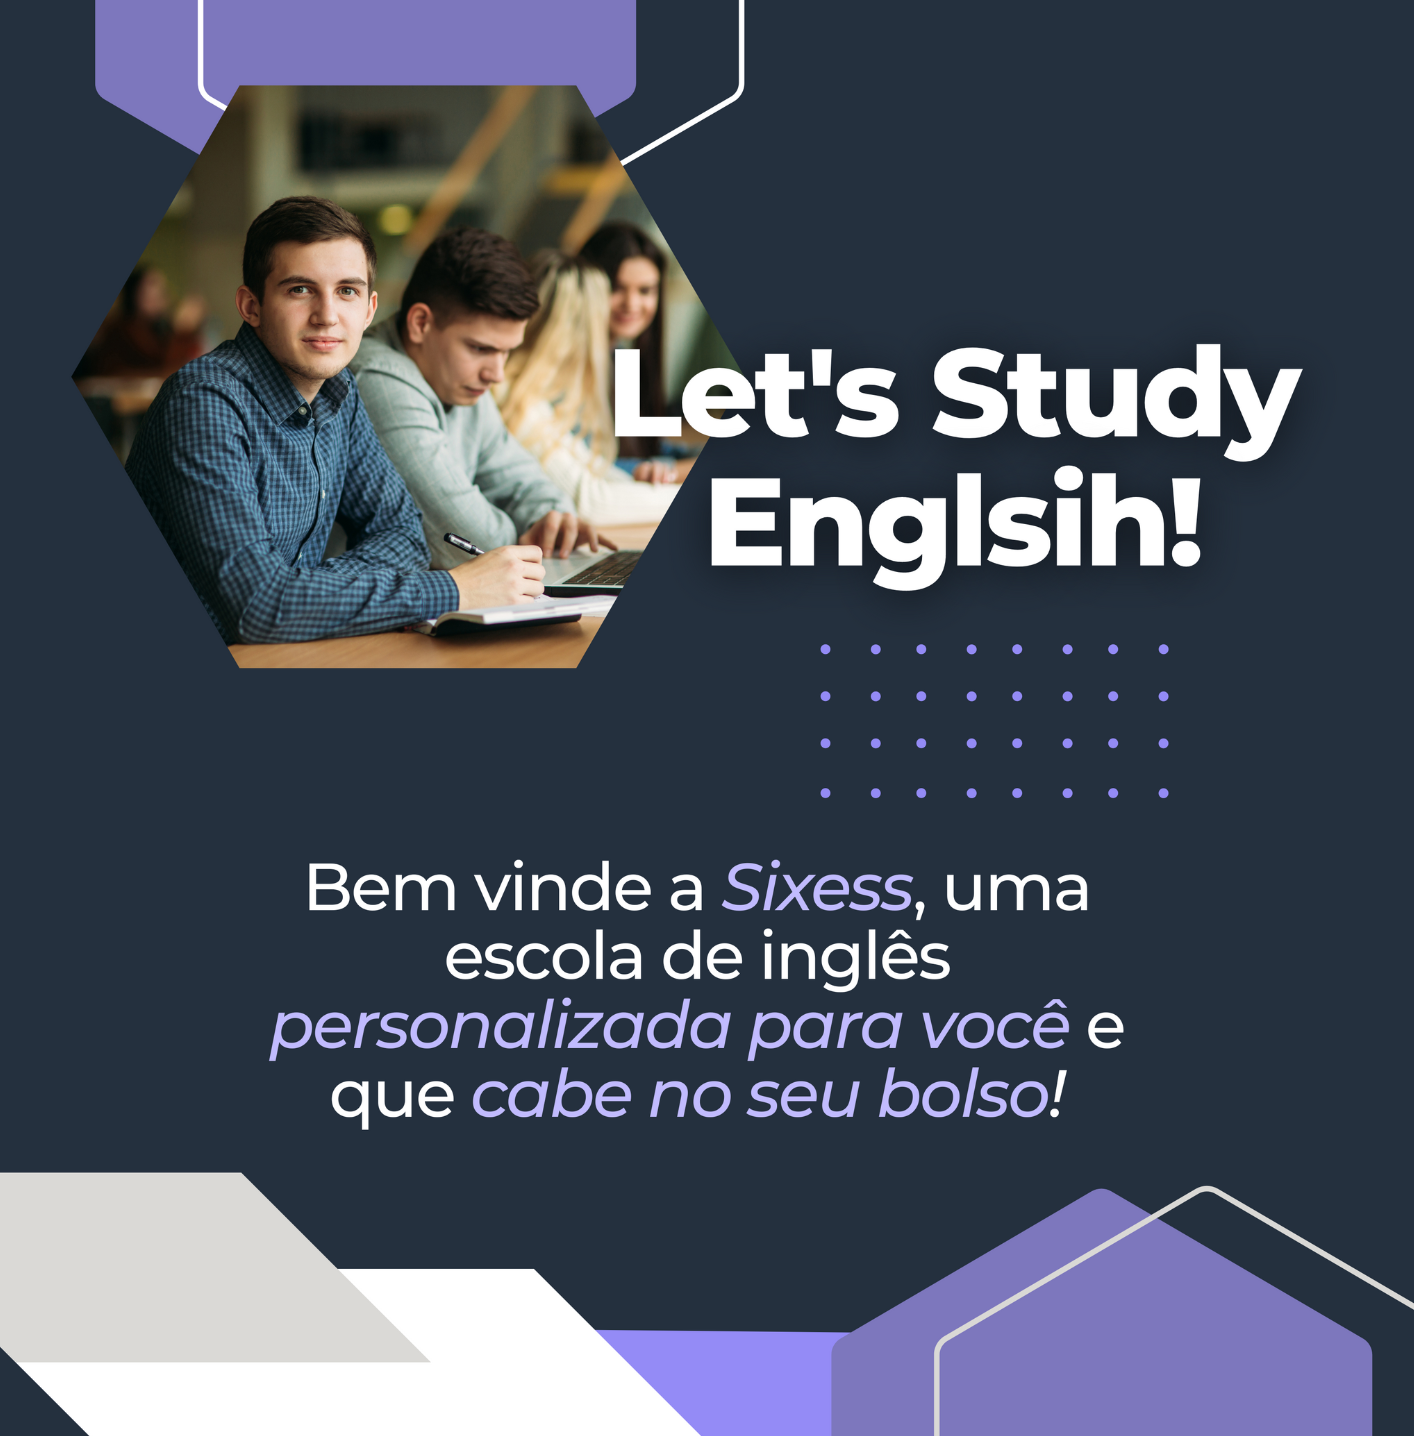 Let's Study
Englsih!
Bem vinde a Sixess, uma
escola de inglês
personalizada para você e
que cabe no seu bolso!